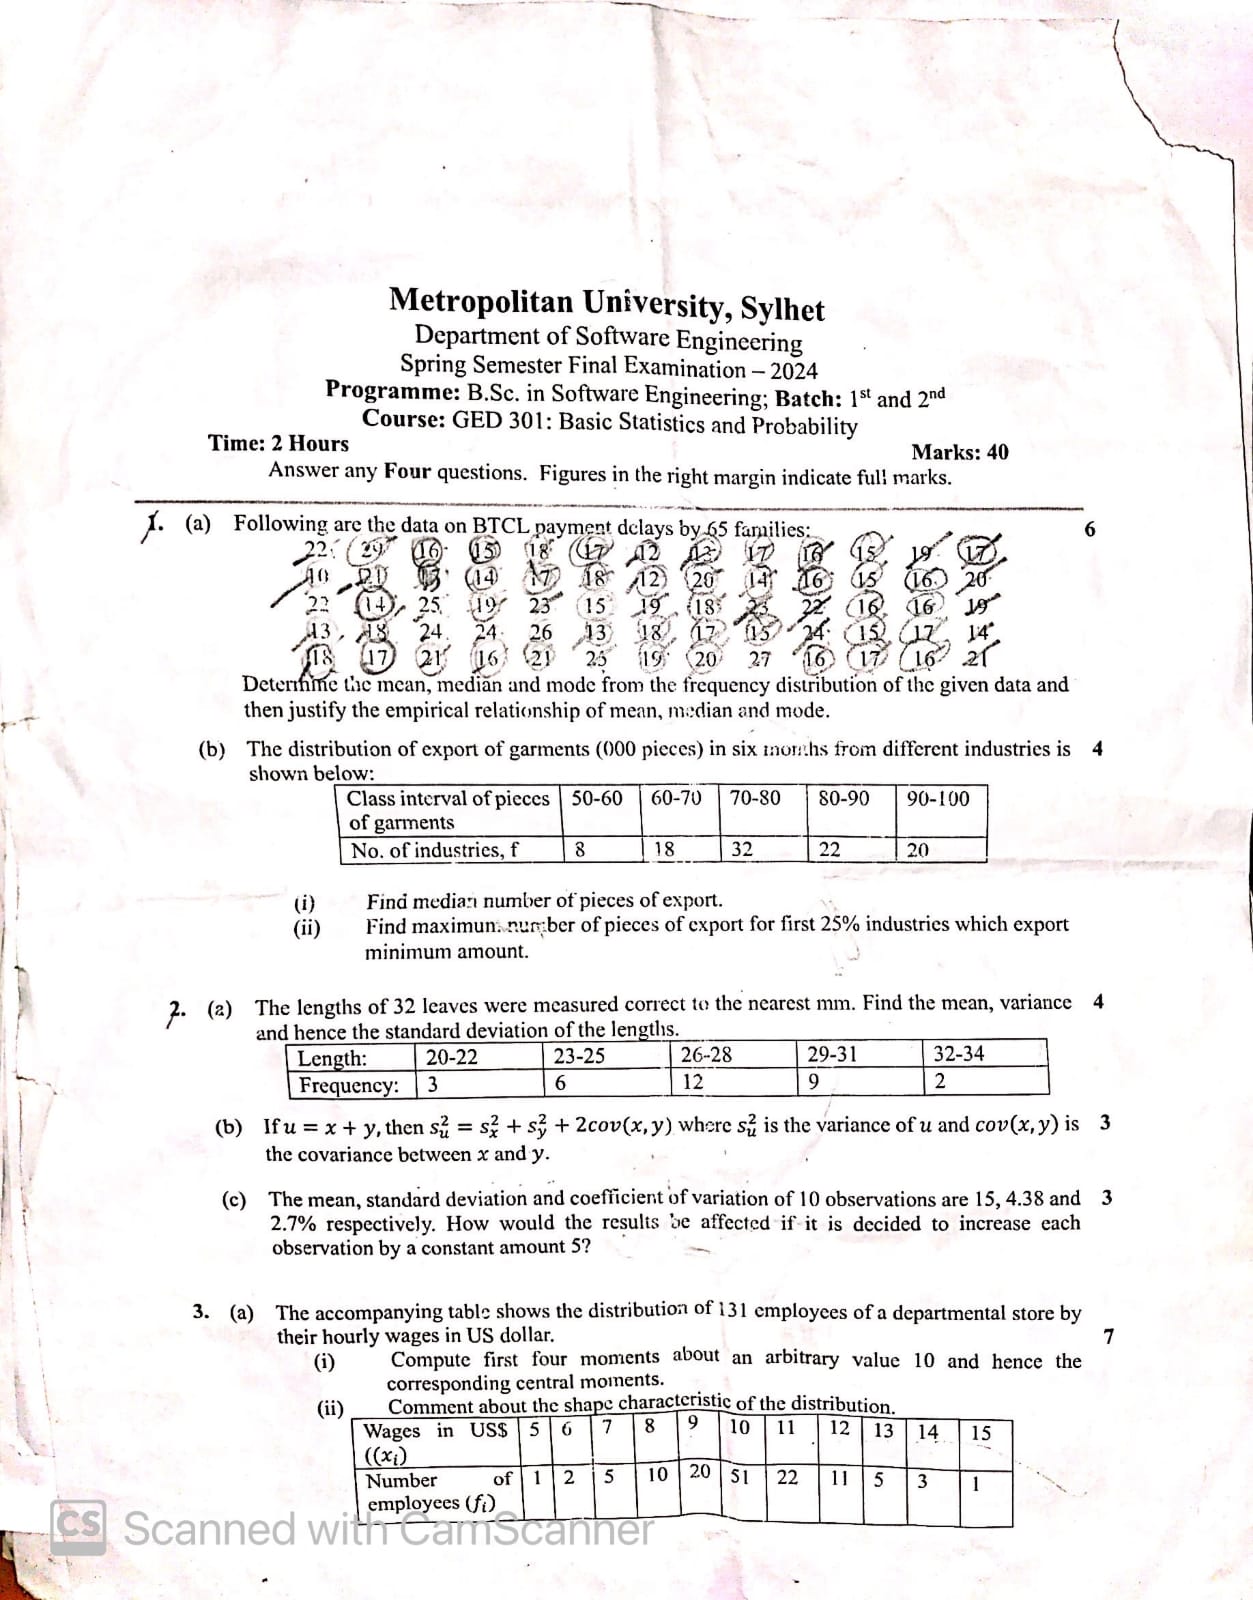 Metropolitan University, Sylhet
Department of Software Engineering
Spring Semester Final Examination – 2024
Programme: B.Sc. in Software Engineering; Batch: 1st and 2nd
Course: GED 301: Basic Statistics and Probability
Time: 2 Hours
Marks: 40
Answer any Four questions. Figures in the right margin indicate full marks.
1. (a) Following are the data on BTCL payment delays by 65 families: 6
22 29 16 15 18 17 12 17 15 19 17
10 21 14 17 18 12 20 14 16 15 16 20
22 14 25 19 23 15 19 18 23 22 16 16 19
13 18 24 24 26 13 18 17 15 24 15 17 14
18 17 21 16 21 25 19 20 27 16 17 16 21
Determine the mean, median and mode from the frequency distribution of the given data and
then justify the empirical relationship of mean, median and mode.
(b) The distribution of export of garments (000 pieces) in six months from different industries is 4
shown below:
Class interval of pieces 50-60 60-70 70-80 80-90 90-100
of garments
No. of industries, f 8 18 32 22 20
(i) Find median number of pieces of export.
(ii) Find maximum number of pieces of export for first 25% industries which export
minimum amount.
2. (a) The lengths of 32 leaves were measured correct to the nearest mm. Find the mean, variance 4
and hence the standard deviation of the lengths.
Length: 20-22 23-25 26-28 29-31 32-34
Frequency: 3 6 12 9 2
(b) If u = x + y, then s²ᵤ = s²ₓ + s²ᵧ + 2cov(x, y) where s²ᵤ is the variance of u and cov(x, y) is 3
the covariance between x and y.
(c) The mean, standard deviation and coefficient of variation of 10 observations are 15, 4.38 and 3
2.7% respectively. How would the results be affected if it is decided to increase each
observation by a constant amount 5?
3. (a) The accompanying table shows the distribution of 131 employees of a departmental store by
their hourly wages in US dollar. 7
(i) Compute first four moments about an arbitrary value 10 and hence the
corresponding central moments.
(ii) Comment about the shape characteristic of the distribution.
Wages in US$ 5 6 7 8 9 10 11 12 13 14 15
((xᵢ)
Number of 1 2 5 10 20 51 22 11 5 3 1
employees (fᵢ)
CS Scanned with CamScanner